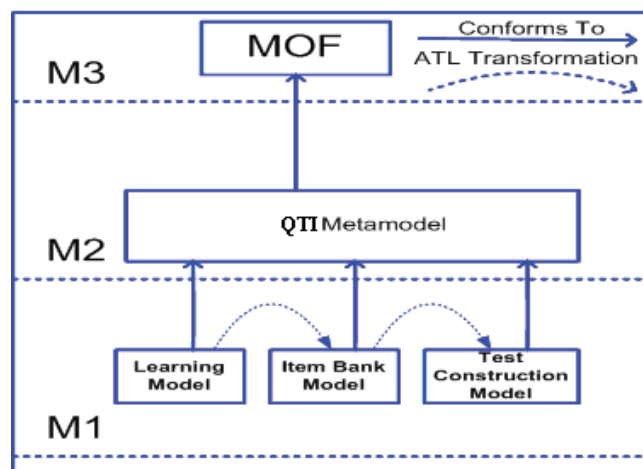 MOF
Conforms To
ATL Transformation
M3
QTI Metamodel
M2
Learning
Model
Item Bank
Model
Test
Construction
Model
M1